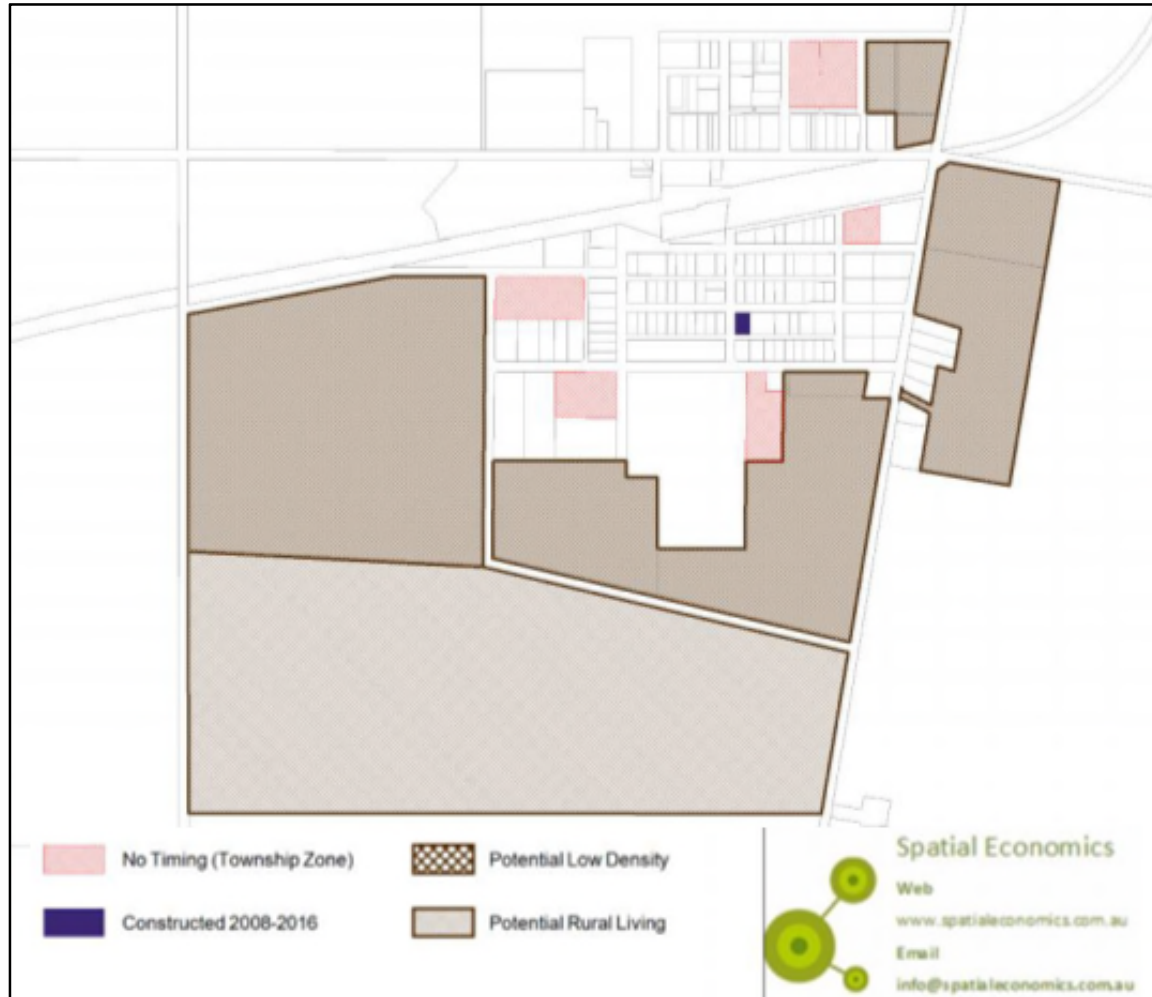 No Timing (Township Zone)
Potential Low Density
Constructed 2008-2016
Potential Rural Living
Spatial Economics
Web
www.spatialeconomics.com.au
Email
info@spatialeconomics.com.au